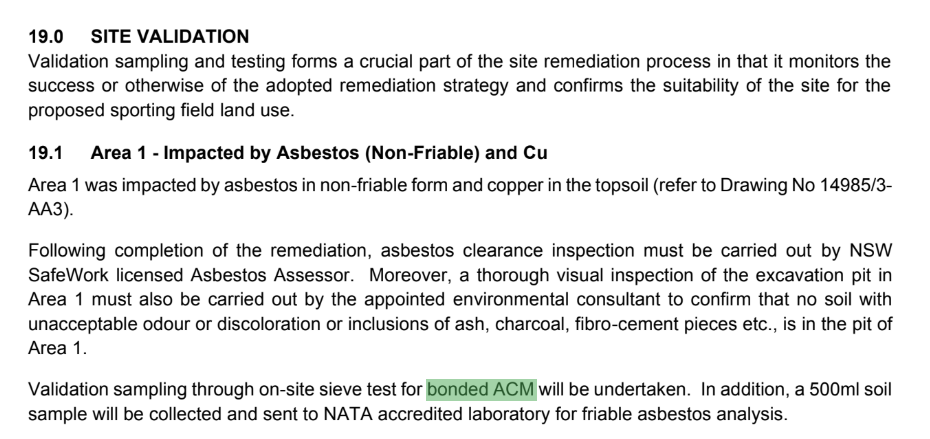 19.0 SITE VALIDATION
Validation sampling and testing forms a crucial part of the site remediation process in that it monitors the
success or otherwise of the adopted remediation strategy and confirms the suitability of the site for the
proposed sporting field land use.
19.1 Area 1 - Impacted by Asbestos (Non-Friable) and Cu
Area 1 was impacted by asbestos in non-friable form and copper in the topsoil (refer to Drawing No 14985/3-
AA3).
Following completion of the remediation, asbestos clearance inspection must be carried out by NSW
SafeWork licensed Asbestos Assessor. Moreover, a thorough visual inspection of the excavation pit in
Area 1 must also be carried out by the appointed environmental consultant to confirm that no soil with
unacceptable odour or discoloration or inclusions of ash, charcoal, fibro-cement pieces etc., is in the pit of
Area 1.
Validation sampling through on-site sieve test for bonded ACM will be undertaken. In addition, a 500ml soil
sample will be collected and sent to NATA accredited laboratory for friable asbestos analysis.